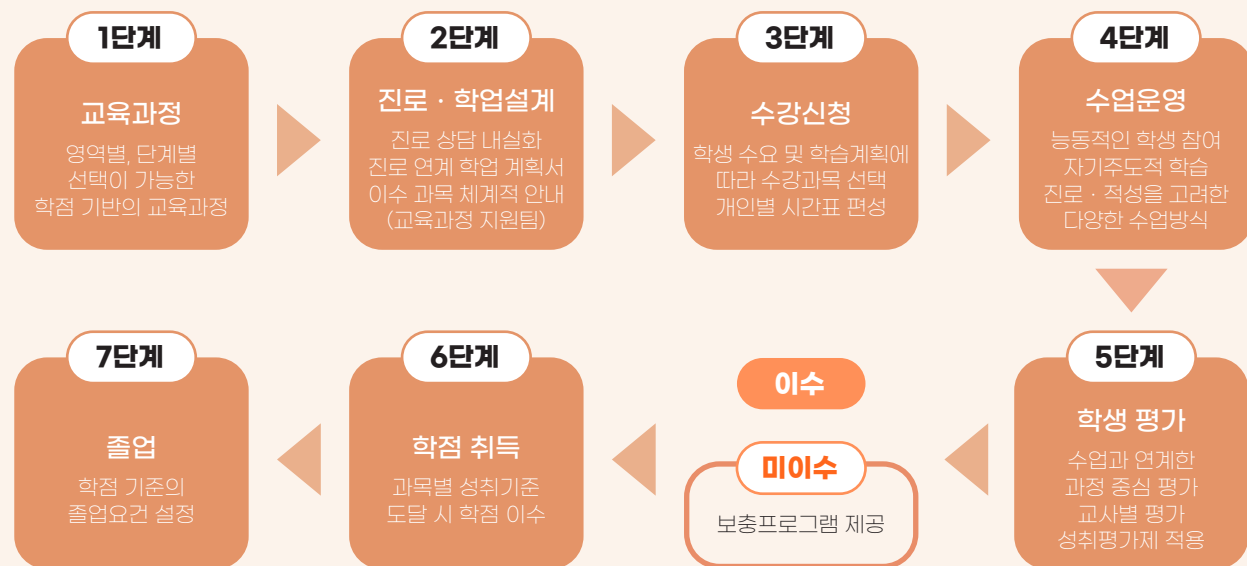 1단계
교육과정
영역별, 단계별
선택이 가능한
학점 기반의 교육과정
2단계
진로 · 학업설계
진로 상담 내실화
진로 연계 학업 계획서
이수 과목 체계적 안내
(교육과정 지원팀)
3단계
수강신청
학생 수요 및 학습계획에
따라 수강과목 선택
개인별 시간표 편성
4단계
수업운영
능동적인 학생 참여
자기주도적 학습
진로 · 적성을 고려한
다양한 수업방식
5단계
학생 평가
수업과 연계한
과정 중심 평가
교사별 평가
성취평가제 적용
이수
미이수
보충프로그램 제공
6단계
학점 취득
과목별 성취기준
도달 시 학점 이수
7단계
졸업
학점 기준의
졸업요건 설정